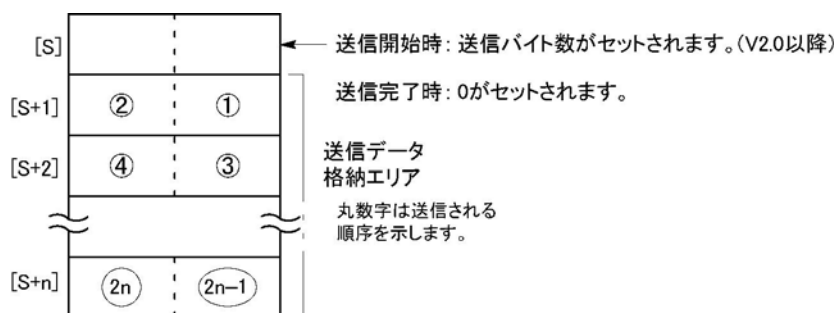 [S]
送信開始時: 送信バイト数がセットされます。(V2.0以降)
[S+1] ② ①
送信完了時: 0がセットされます。
[S+2] ④ ③
送信データ
格納エリア
丸数字は送信される
順序を示します。
[S+n] 2n 2n−1